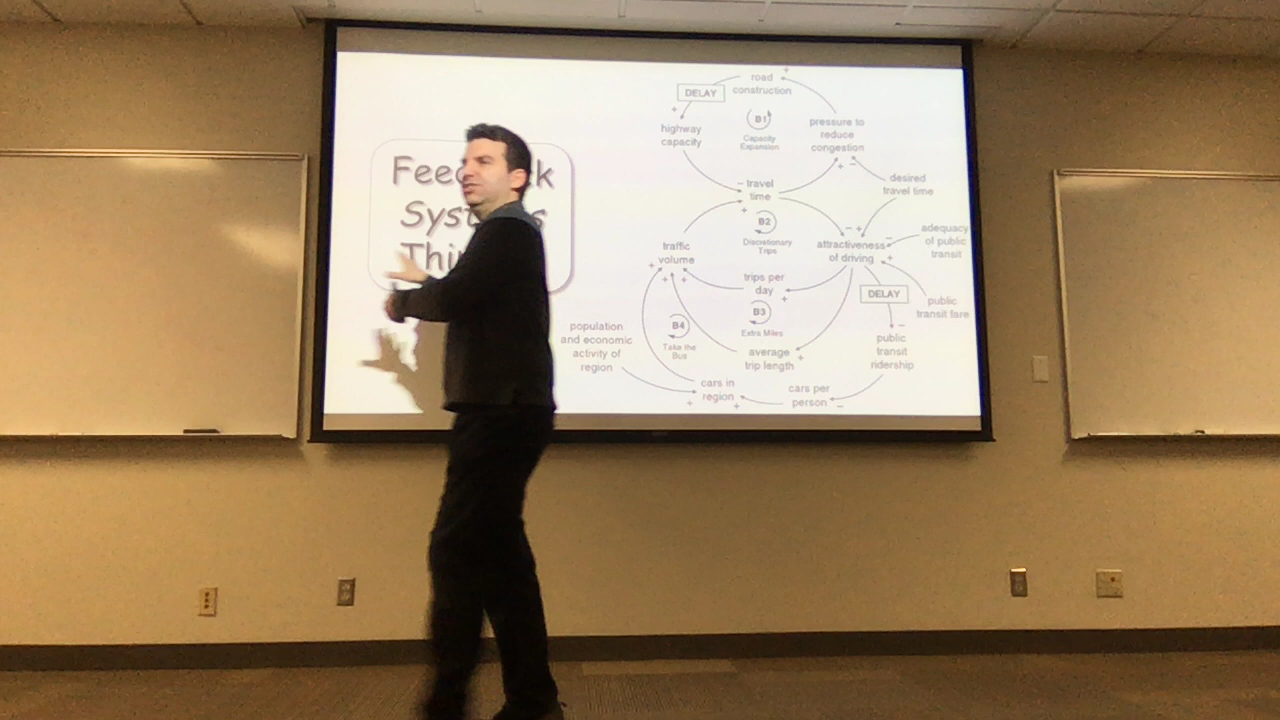 Fee k
Syst s
Thi
road
construction
+
DELAY
+
highway
capacity
B1
Capacity
Expansion
pressure to
reduce
congestion
+ −
desired
travel time
− travel
time
+
B2
Discretionary
Trips
− +
attractiveness
of driving
−
+
adequacy
of public
transit
traffic
volume
+
+ +
trips per
day
+
DELAY
public
transit fare
B3
Extra Miles
B4
Take the
Bus
population
and economic
activity of
region
−
public
transit
ridership
average
trip length
+
cars in
region
+
+
cars per
person
−